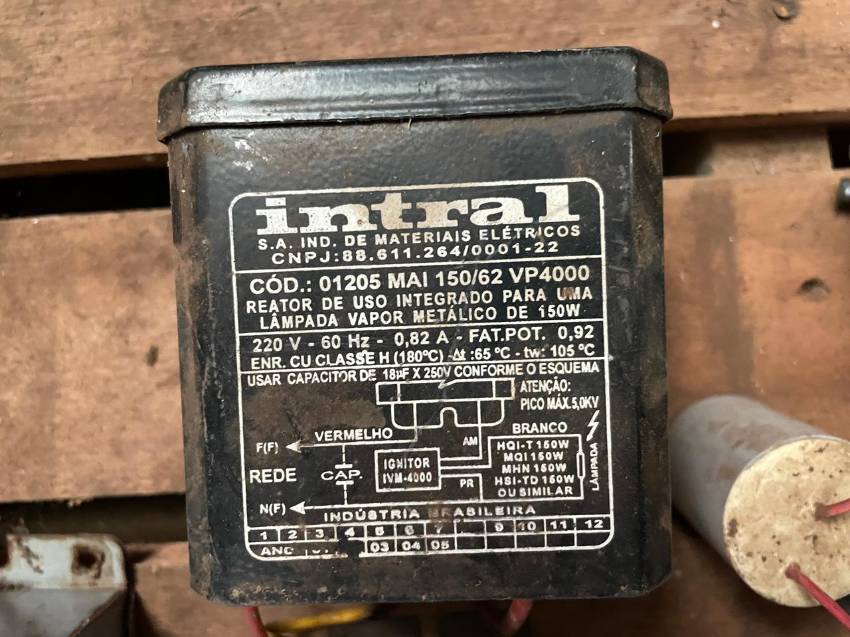 intral
S.A. IND. DE MATERIAIS ELÉTRICOS
CNPJ:88.611.264/0001-22
CÓD.: 01205 MAI 150/62 VP4000
REATOR DE USO INTEGRADO PARA UMA
LÂMPADA VAPOR METÁLICO DE 150W
220 V - 60 Hz - 0,82 A - FAT.POT. 0,92
ENR. CU CLASSE H (180ºC) - Δt :65 ºC - tw: 105 ºC
USAR CAPACITOR DE 18µF X 250V CONFORME O ESQUEMA
ATENÇÃO:
PICO MÁX.5,0KV
F(F)
VERMELHO
AM
BRANCO
REDE
CAP.
IGNITOR
IVM-4000
PR
HQI-T 150W
MQI 150W
MHN 150W
HSI-TD 150W
OU SIMILAR
LÂMPADA
N(F)
INDÚSTRIA BRASILEIRA
1 2 3 4 5 6 7 9 10 11 12
ANO 03 04 05